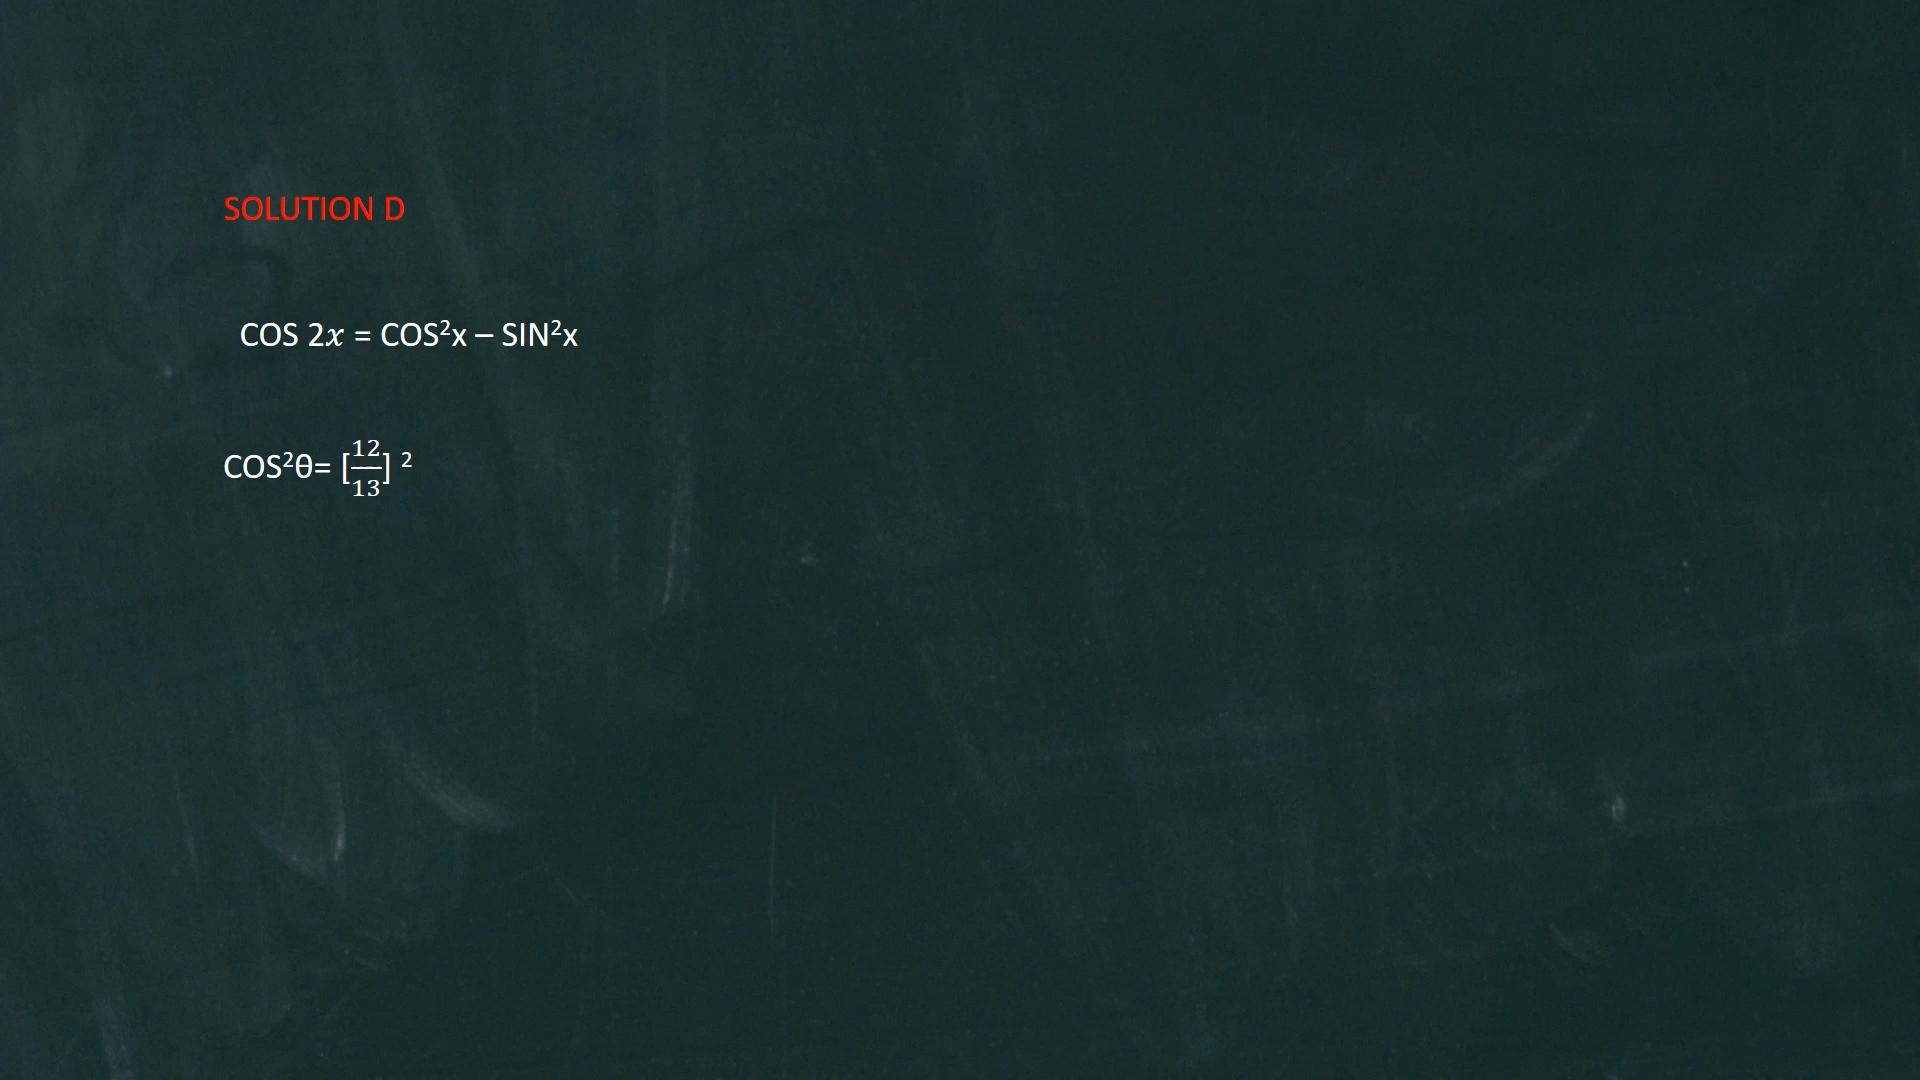 SOLUTION D
COS 2𝑥 = COS²x – SIN²x
COS²θ= [12/13] ²